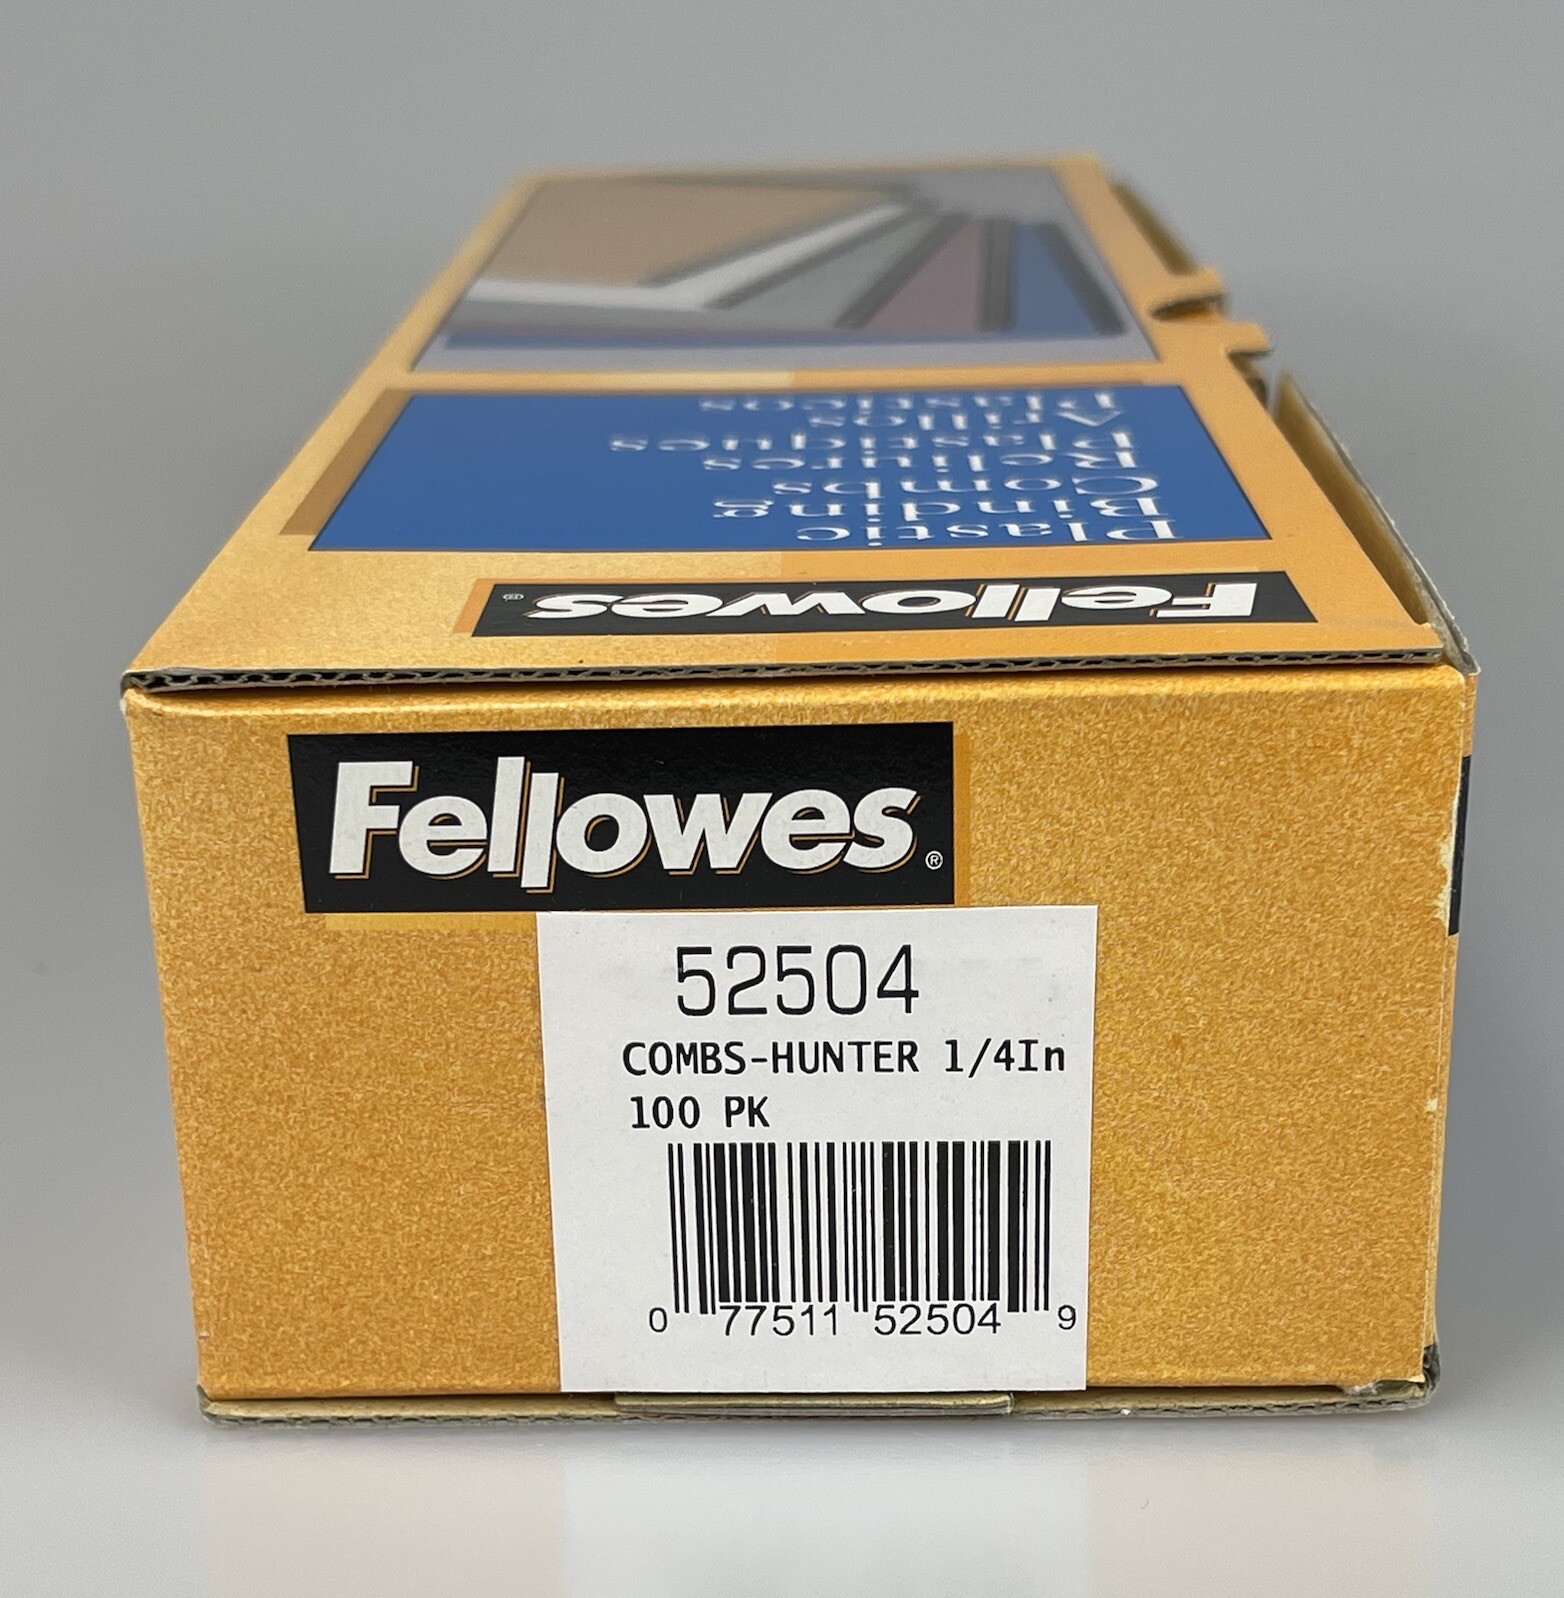 Fellowes®
Plastic
Binding
Combs
Reliures
Plastiques
Arillos
Plásticos
Fellowes®
52504
COMBS-HUNTER 1/4In
100 PK
0 77511 52504 9